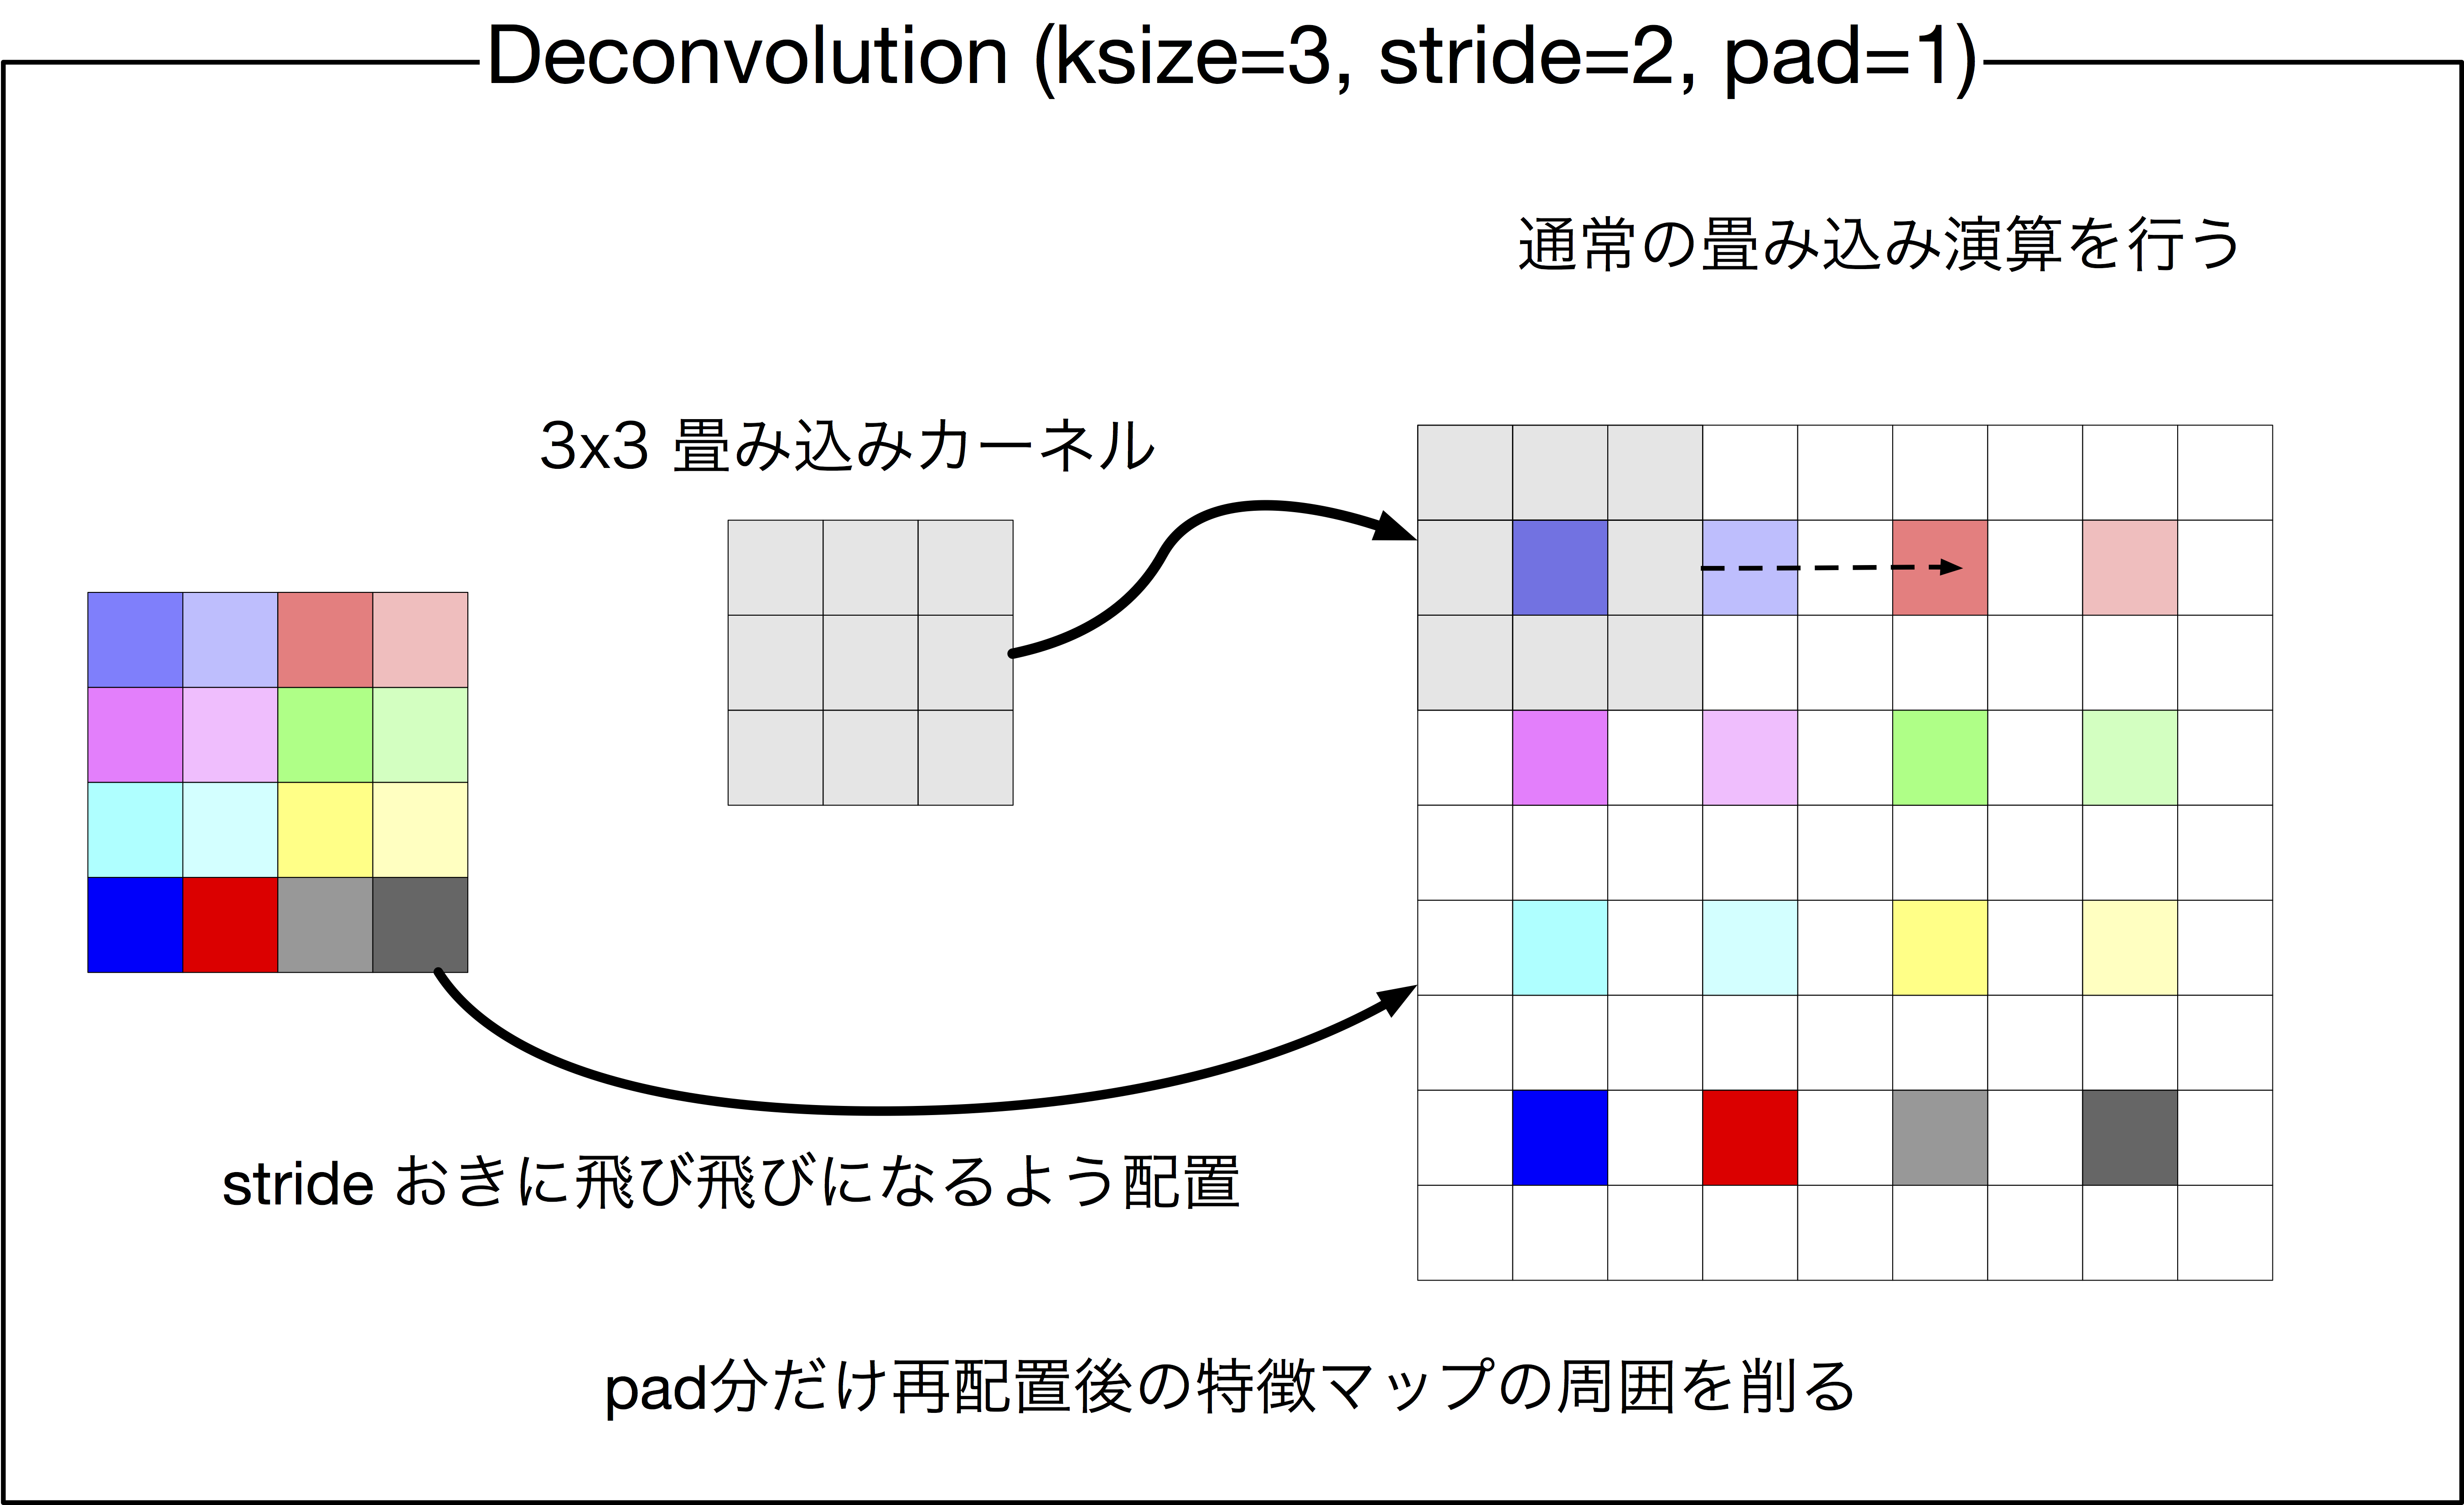 Deconvolution (ksize=3, stride=2, pad=1)
通常の畳み込み演算を行う
3x3 畳み込みカーネル
stride おきに飛び飛びになるよう配置
pad分だけ再配置後の特徴マップの周囲を削る